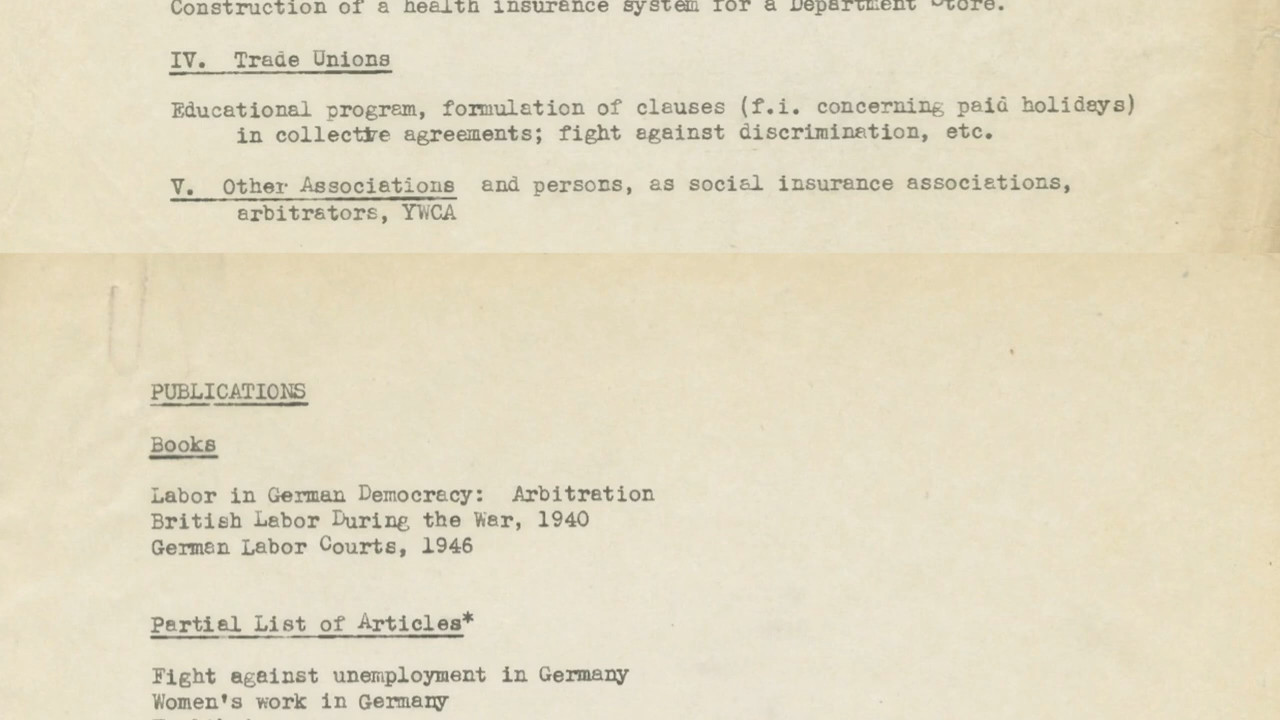 Construction of a health insurance system for a Department Store.
IV. Trade Unions
Educational program, formulation of clauses (f.i. concerning paid holidays)
in collective agreements; fight against discrimination, etc.
V. Other Associations and persons, as social insurance associations,
arbitrators, YWCA
PUBLICATIONS
Books
Labor in German Democracy: Arbitration
British Labor During the War, 1940
German Labor Courts, 1946
Partial List of Articles*
Fight against unemployment in Germany
Women's work in Germany